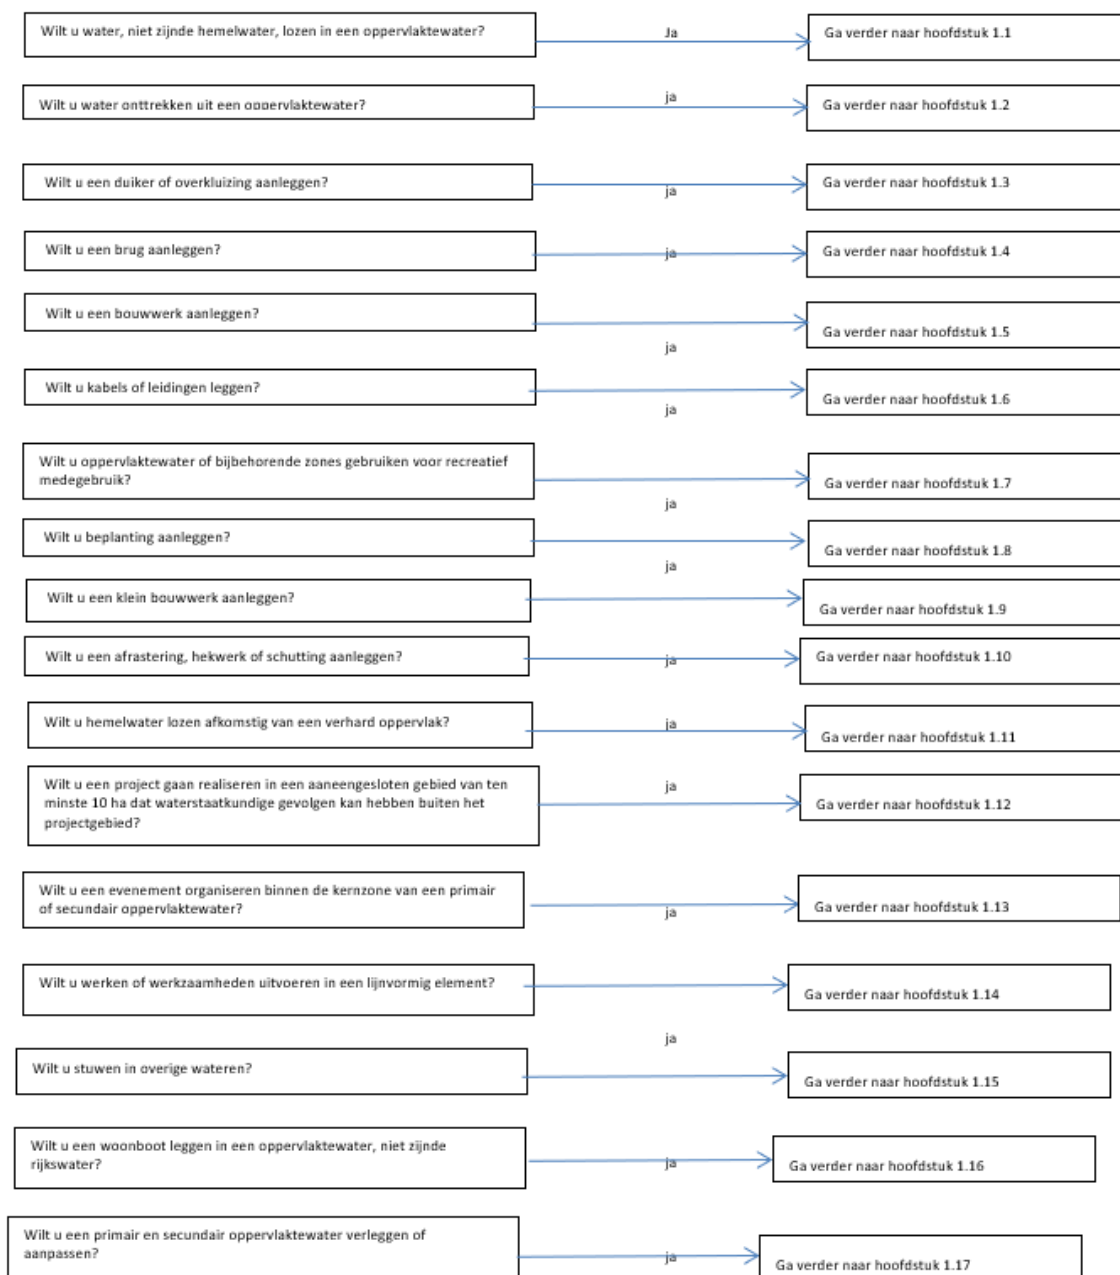 Wilt u water, niet zijnde hemelwater, lozen in een oppervlaktewater?
Ja
Ga verder naar hoofdstuk 1.1
Wilt u water onttrekken uit een oppervlaktewater?
ja
Ga verder naar hoofdstuk 1.2
Wilt u een duiker of overkluizing aanleggen?
ja
Ga verder naar hoofdstuk 1.3
Wilt u een brug aanleggen?
ja
Ga verder naar hoofdstuk 1.4
Wilt u een bouwwerk aanleggen?
ja
Ga verder naar hoofdstuk 1.5
Wilt u kabels of leidingen leggen?
ja
Ga verder naar hoofdstuk 1.6
Wilt u oppervlaktewater of bijbehorende zones gebruiken voor recreatief
medegebruik?
ja
Ga verder naar hoofdstuk 1.7
Wilt u beplanting aanleggen?
ja
Ga verder naar hoofdstuk 1.8
Wilt u een klein bouwwerk aanleggen?
Ga verder naar hoofdstuk 1.9
Wilt u een afrastering, hekwerk of schutting aanleggen?
ja
Ga verder naar hoofdstuk 1.10
Wilt u hemelwater lozen afkomstig van een verhard oppervlak?
ja
Ga verder naar hoofdstuk 1.11
Wilt u een project gaan realiseren in een aaneengesloten gebied van ten
minste 10 ha dat waterstaatkundige gevolgen kan hebben buiten het
projectgebied?
ja
Ga verder naar hoofdstuk 1.12
Wilt u een evenement organiseren binnen de kernzone van een primair
of secundair oppervlaktewater?
ja
Ga verder naar hoofdstuk 1.13
Wilt u werken of werkzaamheden uitvoeren in een lijnvormig element?
Ga verder naar hoofdstuk 1.14
ja
Wilt u stuwen in overige wateren?
Ga verder naar hoofdstuk 1.15
Wilt u een woonboot leggen in een oppervlaktewater, niet zijnde
rijkswater?
ja
Ga verder naar hoofdstuk 1.16
Wilt u een primair en secundair oppervlaktewater verleggen of
aanpassen?
ja
Ga verder naar hoofdstuk 1.17